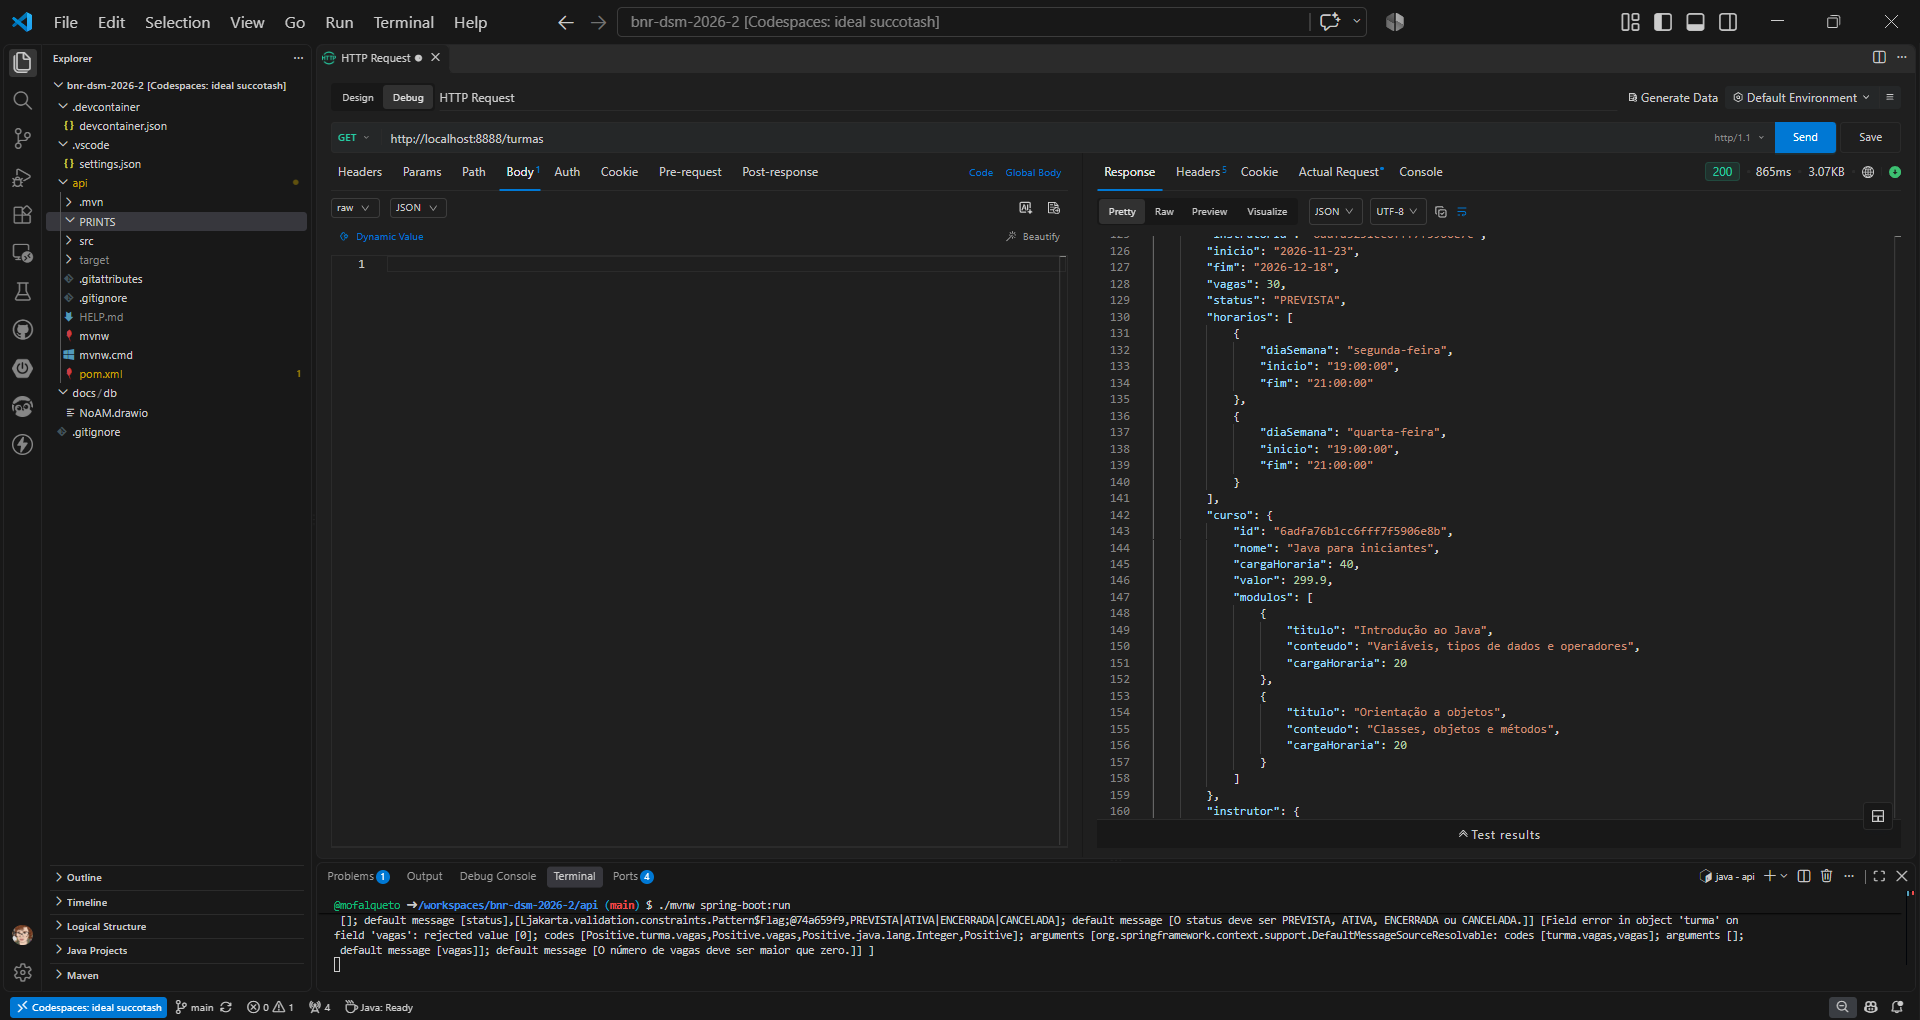 File Edit Selection View Go Run Terminal Help
bnr-dsm-2026-2 [Codespaces: ideal succotash]
Explorer
bnr-dsm-2026-2 [Codespaces: ideal succotash]
.devcontainer
devcontainer.json
.vscode
settings.json
api
.mvn
PRINTS
src
target
.gitattributes
.gitignore
HELP.md
mvnw
mvnw.cmd
pom.xml 1
docs/db
NoAM.drawio
.gitignore
Outline
Timeline
Logical Structure
Java Projects
Maven
HTTP Request
Design Debug HTTP Request
Generate Data Default Environment
GET http://localhost:8888/turmas
http/1.1 Send Save
Headers Params Path Body 1 Auth Cookie Pre-request Post-response Code Global Body
raw JSON
Dynamic Value Beautify
1
Response Headers 5 Cookie Actual Request Console 200 865ms 3.07KB
Pretty Raw Preview Visualize JSON UTF-8
126 "inicio": "2026-11-23",
127 "fim": "2026-12-18",
128 "vagas": 30,
129 "status": "PREVISTA",
130 "horarios": [
131 {
132 "diaSemana": "segunda-feira",
133 "inicio": "19:00:00",
134 "fim": "21:00:00"
135 },
136 {
137 "diaSemana": "quarta-feira",
138 "inicio": "19:00:00",
139 "fim": "21:00:00"
140 }
141 ],
142 "curso": {
143 "id": "6adfa76b1cc6fff7f5906e8b",
144 "nome": "Java para iniciantes",
145 "cargaHoraria": 40,
146 "valor": 299.9,
147 "modulos": [
148 {
149 "titulo": "Introdução ao Java",
150 "conteudo": "Variáveis, tipos de dados e operadores",
151 "cargaHoraria": 20
152 },
153 {
154 "titulo": "Orientação a objetos",
155 "conteudo": "Classes, objetos e métodos",
156 "cargaHoraria": 20
157 }
158 ]
159 },
160 "instrutor": {
Test results
Problems 1 Output Debug Console Terminal Ports 4 java - api
@mofalqueto ➜ /workspaces/bnr-dsm-2026-2/api (main) $ ./mvnw spring-boot:run
[]; default message [status],[Ljakarta.validation.constraints.Pattern$Flag;@74a659f9,PREVISTA|ATIVA|ENCERRADA|CANCELADA]; default message [O status deve ser PREVISTA, ATIVA, ENCERRADA ou CANCELADA.]] [Field error in object 'turma' on
field 'vagas': rejected value [0]; codes [Positive.turma.vagas,Positive.vagas,Positive.java.lang.Integer,Positive]; arguments [org.springframework.context.support.DefaultMessageSourceResolvable: codes [turma.vagas,vagas]; arguments [];
default message [vagas]]; default message [O número de vagas deve ser maior que zero.]] ]
Codespaces: ideal succotash main 0 1 4 Java: Ready